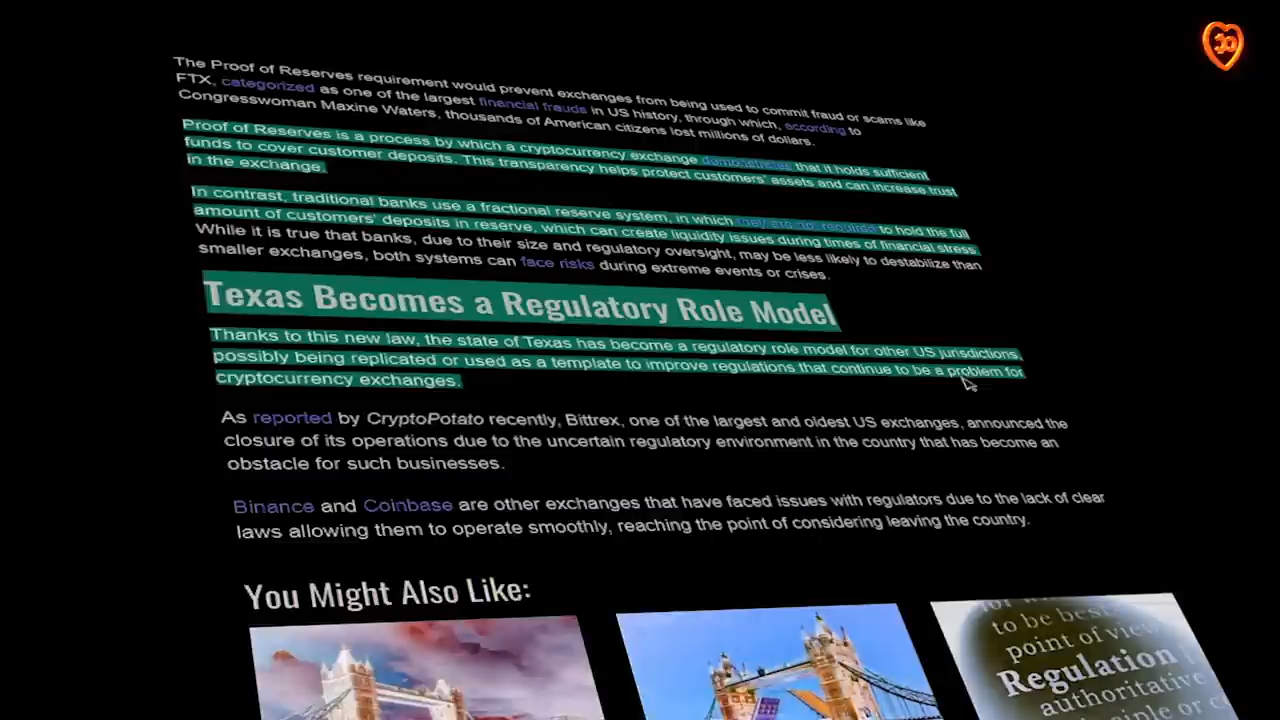 The Proof of Reserves requirement would prevent exchanges from being used to commit fraud or scams like
FTX, categorized as one of the largest financial frauds in US history, through which, according to
Congresswoman Maxine Waters, thousands of American citizens lost millions of dollars.
Proof of Reserves is a process by which a cryptocurrency exchange demonstrates that it holds sufficient
funds to cover customer deposits. This transparency helps protect customers' assets and can increase trust
in the exchange.
In contrast, traditional banks use a fractional reserve system, in which they are not required to hold the full
amount of customers' deposits in reserve, which can create liquidity issues during times of financial stress.
While it is true that banks, due to their size and regulatory oversight, may be less likely to destabilize than
smaller exchanges, both systems can face risks during extreme events or crises.
Texas Becomes a Regulatory Role Model
Thanks to this new law, the state of Texas has become a regulatory role model for other US jurisdictions,
possibly being replicated or used as a template to improve regulations that continue to be a problem for
cryptocurrency exchanges.
As reported by CryptoPotato recently, Bittrex, one of the largest and oldest US exchanges, announced the
closure of its operations due to the uncertain regulatory environment in the country that has become an
obstacle for such businesses.
Binance and Coinbase are other exchanges that have faced issues with regulators due to the lack of clear
laws allowing them to operate smoothly, reaching the point of considering leaving the country.
You Might Also Like:
to be best
point of view
Regulation
authoritative